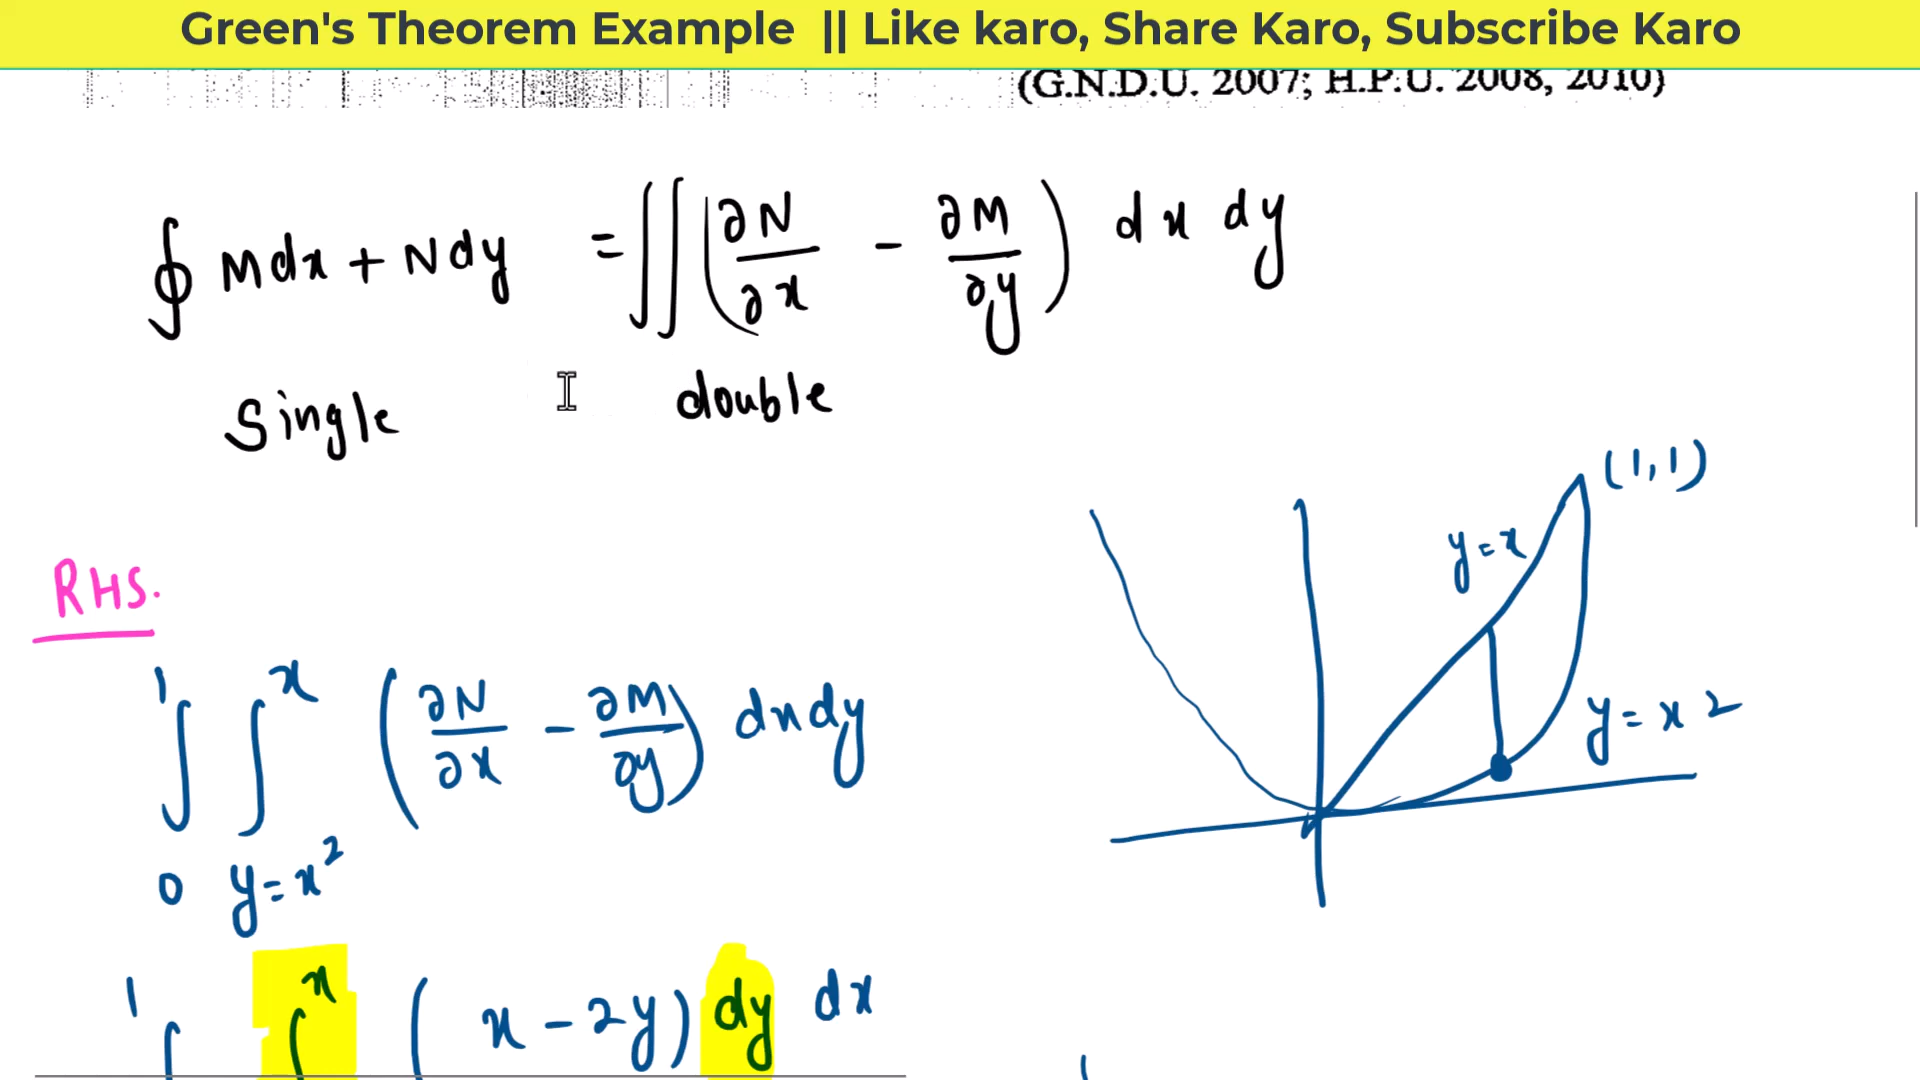 Green's Theorem Example || Like karo, Share Karo, Subscribe Karo
(G.N.D.U. 2007; H.P.U. 2008, 2010)
∮ Mdx + Ndy = ∬ (∂N/∂x - ∂M/∂y) dx dy
Single double
(1,1)
y=x
RHS.
y = x 2
1 x
∫ ∫ (∂N/∂x - ∂M/∂y) dxdy
0 y=x²
1 x
∫ ∫ ( x - 2y) dy dx